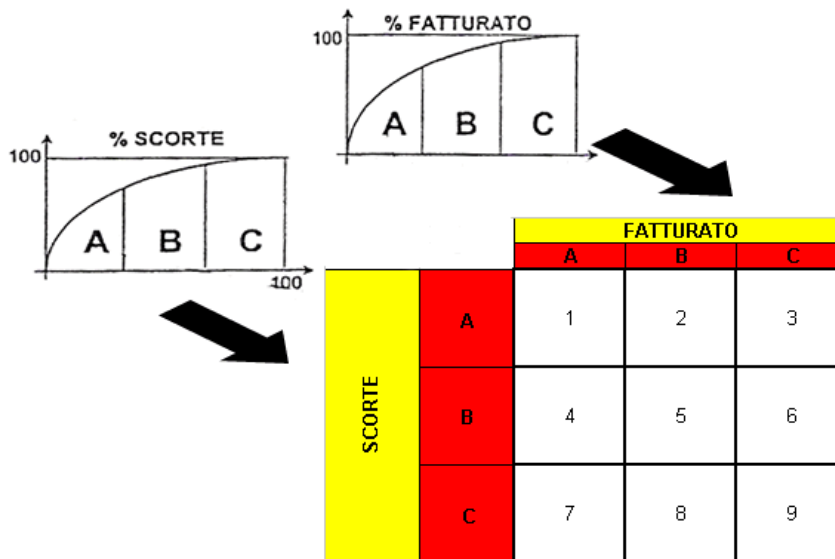 % FATTURATO
100
A B C
% SCORTE
100
A B C
100
FATTURATO
A B C
SCORTE
A 1 2 3
B 4 5 6
C 7 8 9